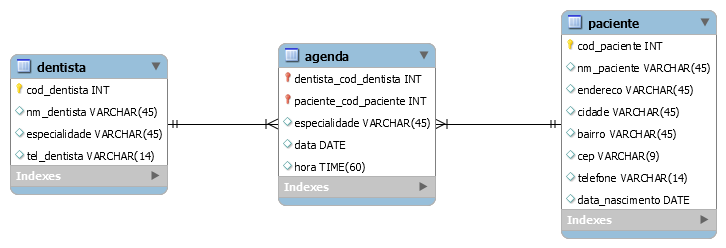 dentista
cod_dentista INT
nm_dentista VARCHAR(45)
especialidade VARCHAR(45)
tel_dentista VARCHAR(14)
Indexes
agenda
dentista_cod_dentista INT
paciente_cod_paciente INT
especialidade VARCHAR(45)
data DATE
hora TIME(60)
Indexes
paciente
cod_paciente INT
nm_paciente VARCHAR(45)
endereco VARCHAR(45)
cidade VARCHAR(45)
bairro VARCHAR(45)
cep VARCHAR(9)
telefone VARCHAR(14)
data_nascimento DATE
Indexes